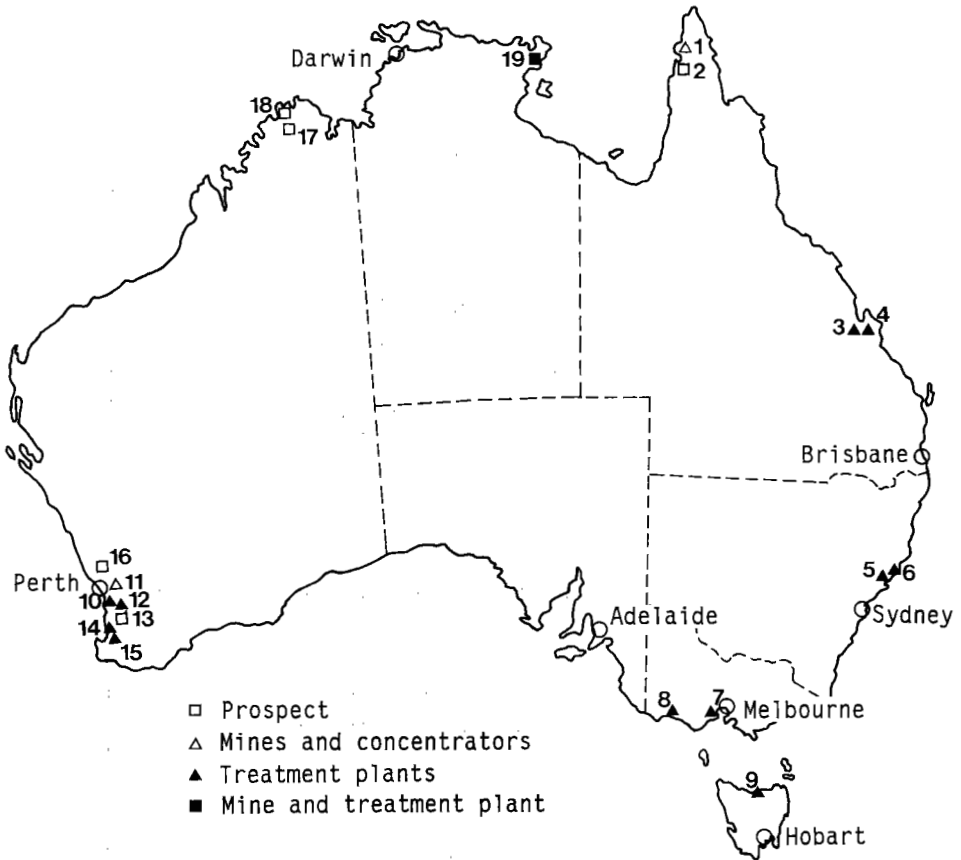 Darwin
19
1
2
18
17
3 4
Brisbane
16
Perth
11
10 12
13
14
15
5 6
Adelaide
Sydney
8 7
Melbourne
Prospect
Mines and concentrators
Treatment plants
Mine and treatment plant
9
Hobart